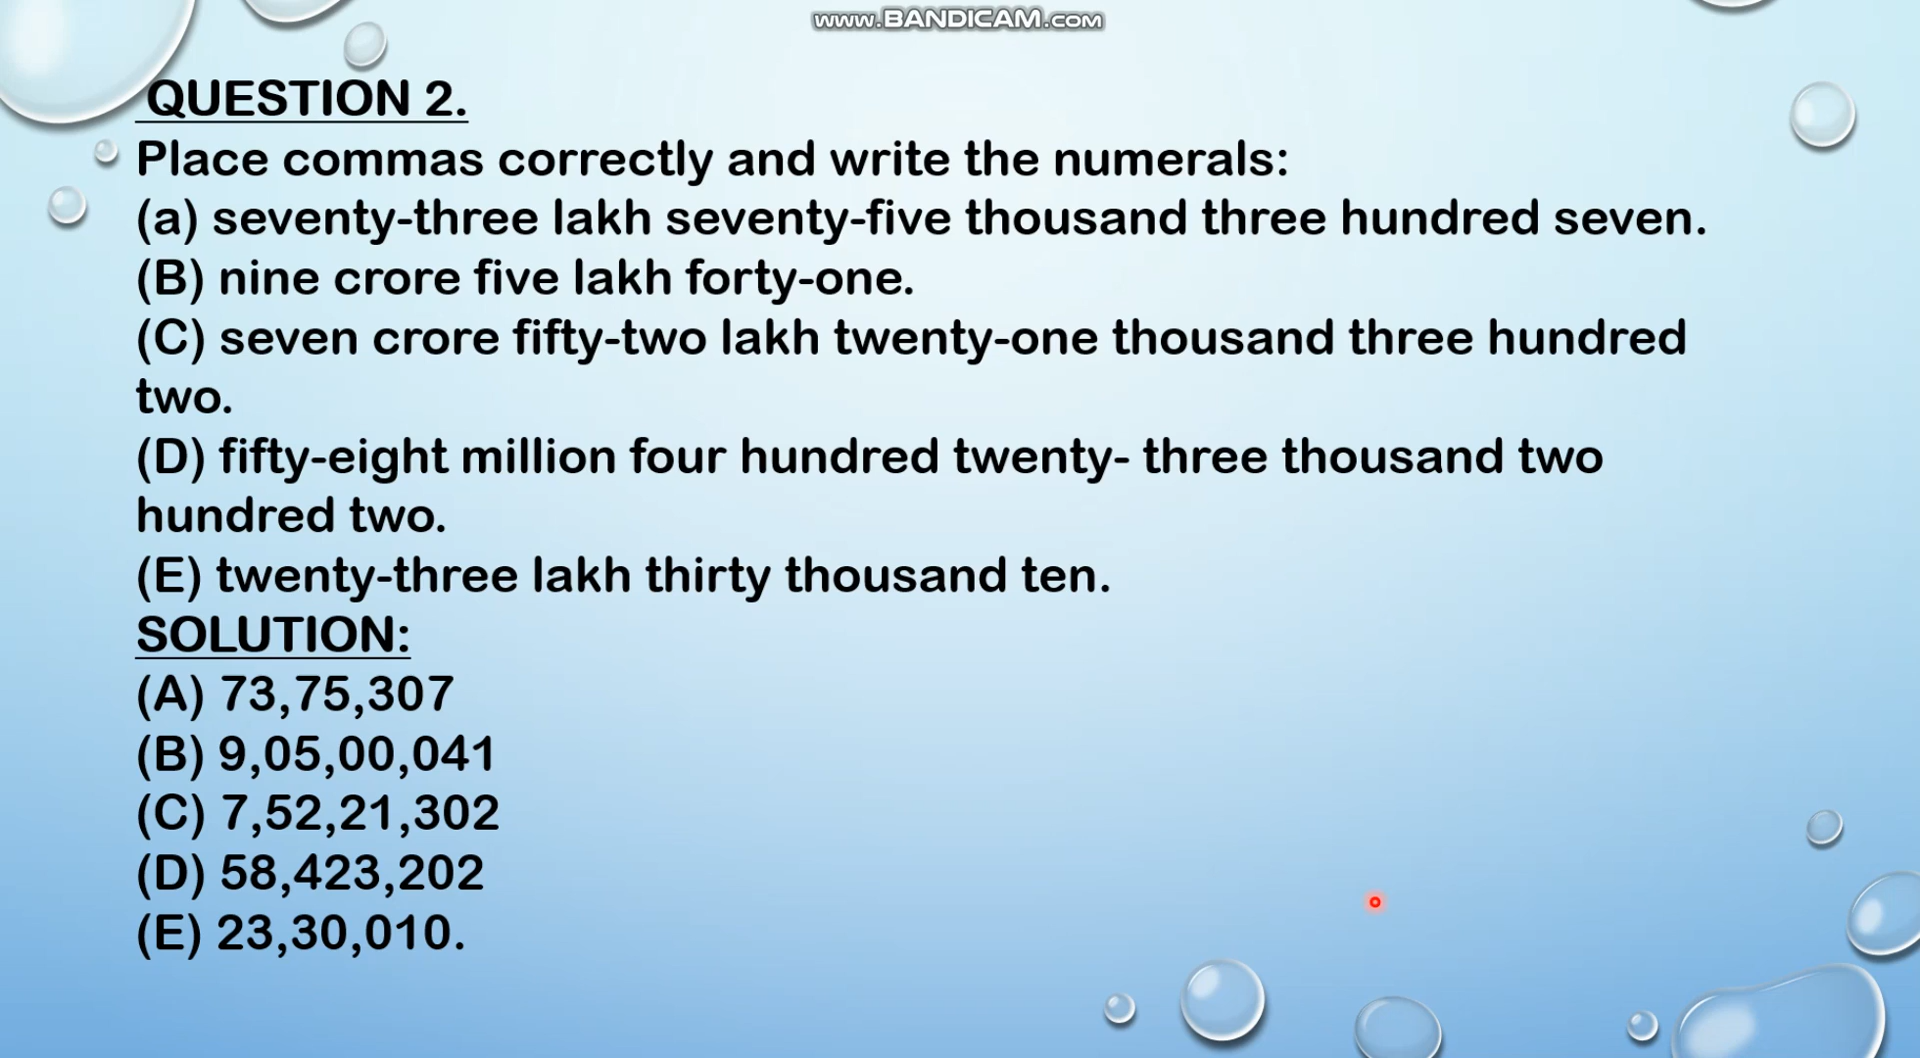 www.BANDICAM.com
QUESTION 2.
Place commas correctly and write the numerals:
(a) seventy-three lakh seventy-five thousand three hundred seven.
(B) nine crore five lakh forty-one.
(C) seven crore fifty-two lakh twenty-one thousand three hundred
two.
(D) fifty-eight million four hundred twenty- three thousand two
hundred two.
(E) twenty-three lakh thirty thousand ten.
SOLUTION:
(A) 73,75,307
(B) 9,05,00,041
(C) 7,52,21,302
(D) 58,423,202
(E) 23,30,010.